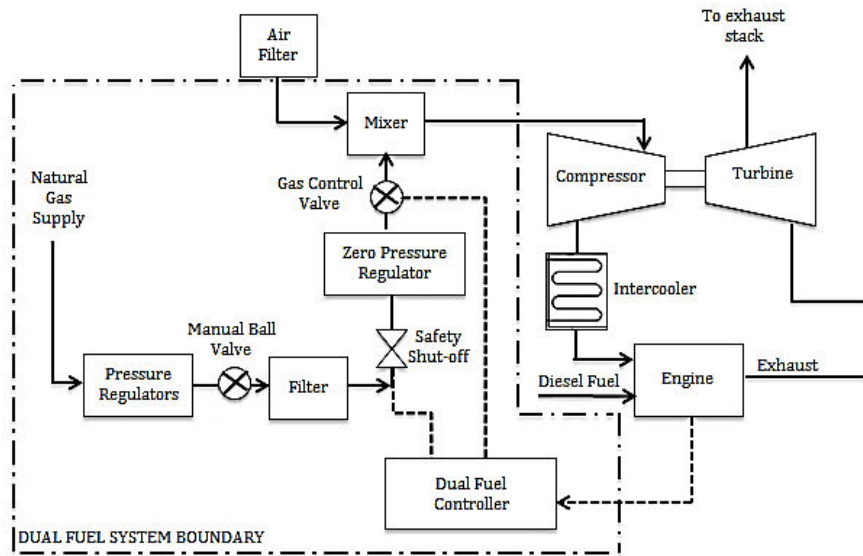 To exhaust
stack
Air
Filter
Mixer
Natural
Gas
Supply
Gas Control
Valve
Compressor
Turbine
Zero Pressure
Regulator
Intercooler
Manual Ball
Valve
Safety
Shut-off
Pressure
Regulators
Filter
Diesel Fuel
Engine
Exhaust
Dual Fuel
Controller
DUAL FUEL SYSTEM BOUNDARY